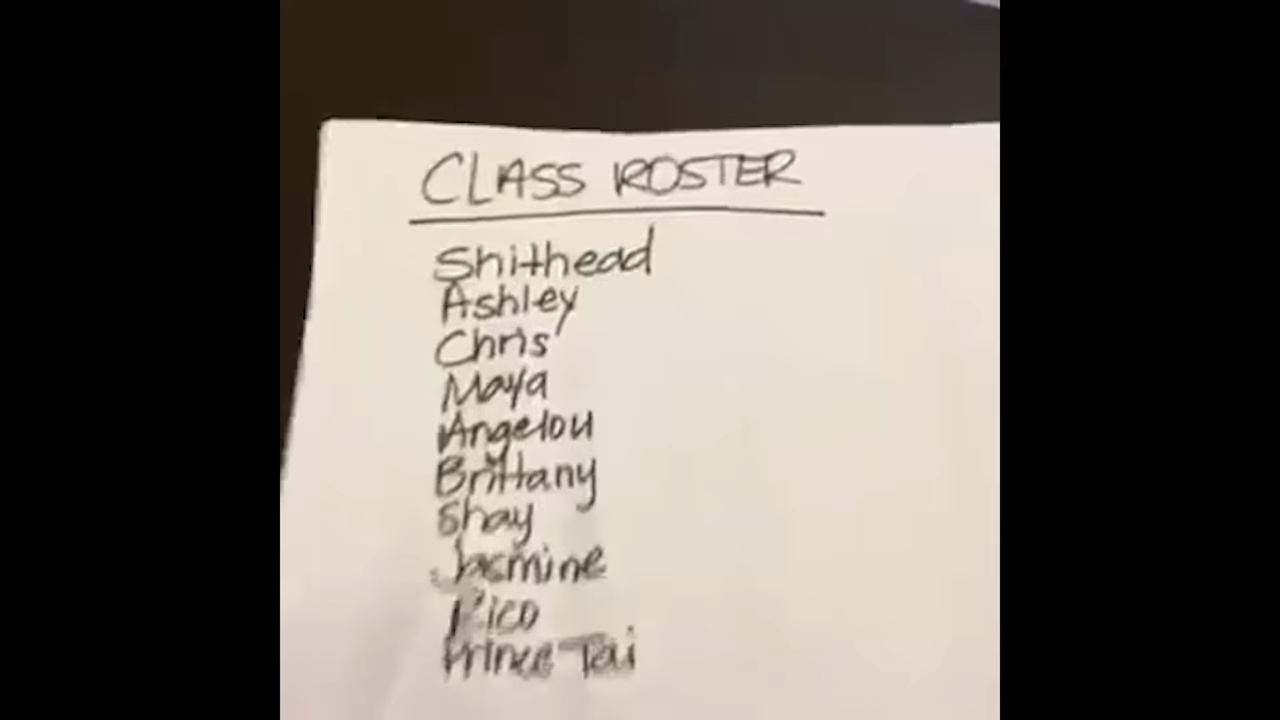 CLASS ROSTER
Shithead
Ashley
Chris
Maya
Angelou
Brittany
Shay
Jasmine
Rico
Prince Tai